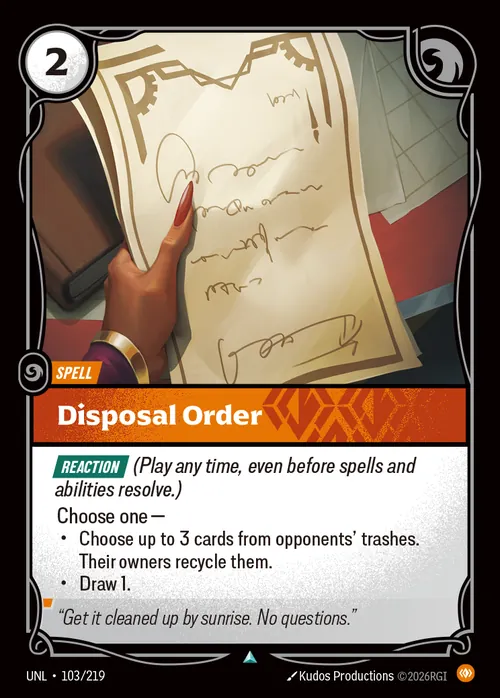 2
SPELL
Disposal Order
REACTION (Play any time, even before spells and
abilities resolve.)
Choose one —
• Choose up to 3 cards from opponents’ trashes.
Their owners recycle them.
• Draw 1.
“Get it cleaned up by sunrise. No questions.”
UNL • 103/219
Kudos Productions ©2026RGI